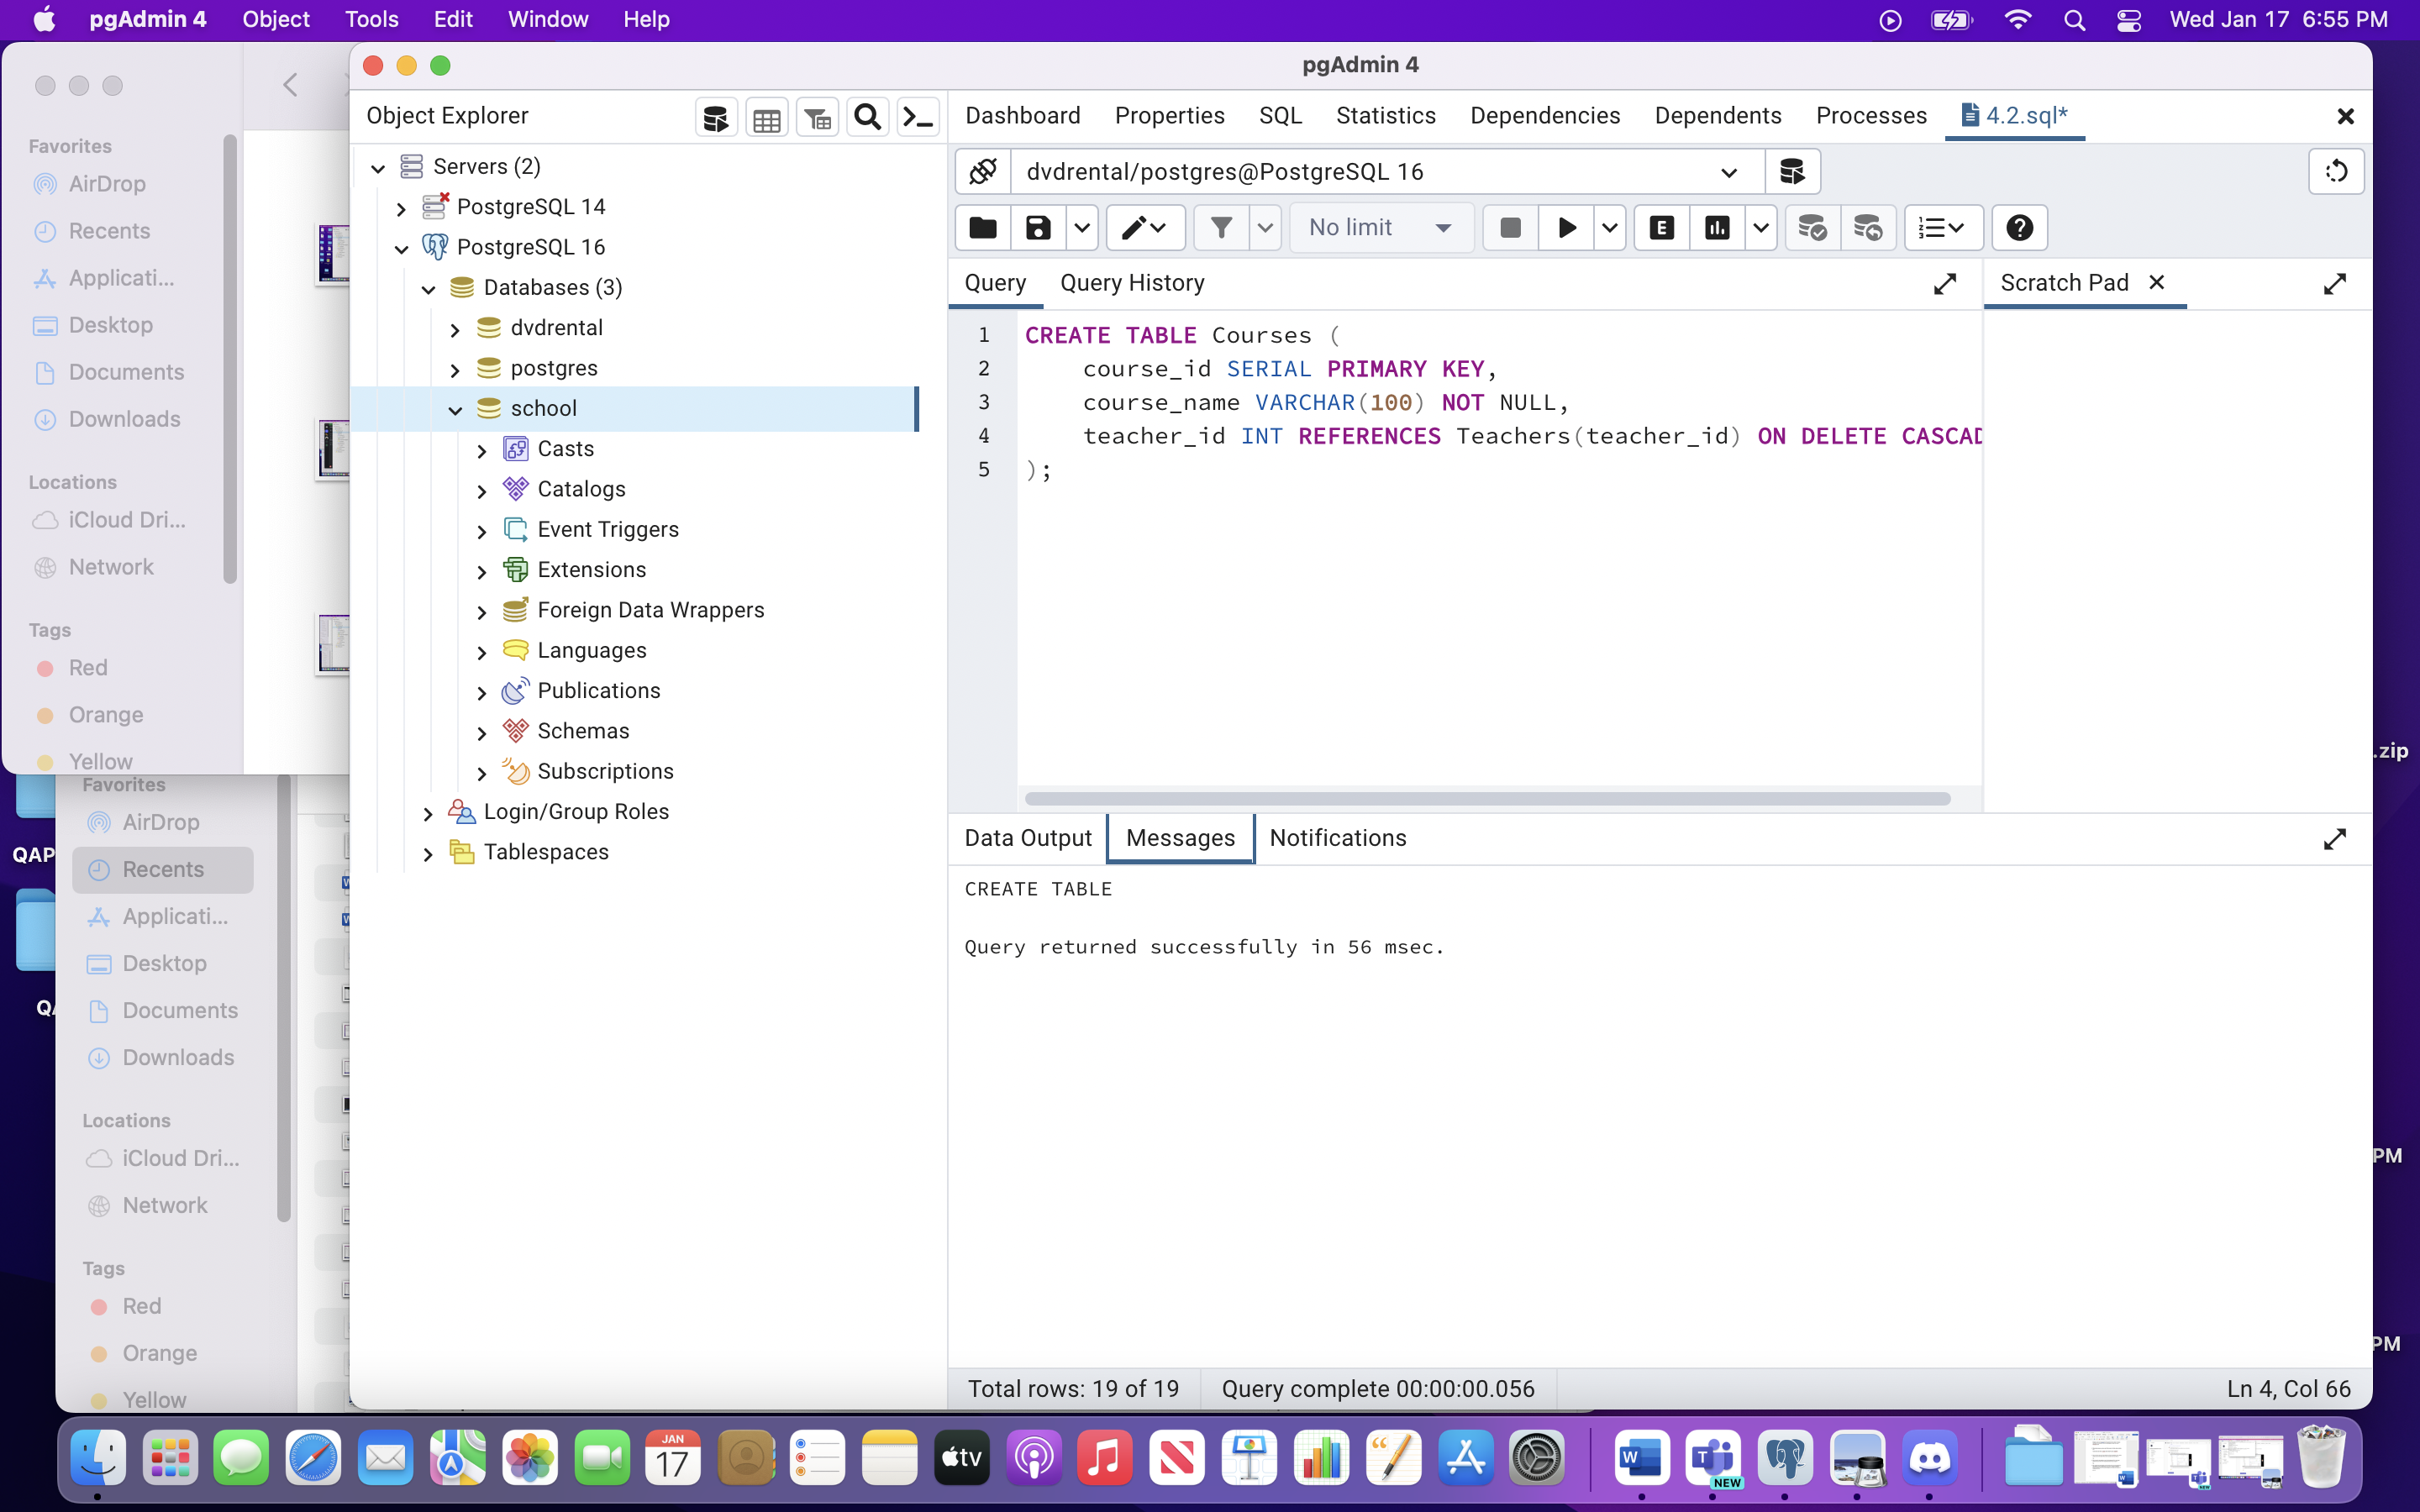 pgAdmin 4 Object Tools Edit Window Help
Wed Jan 17 6:55 PM
Favorites
AirDrop
Recents
Applicati...
Desktop
Documents
Downloads
Locations
iCloud Dri...
Network
Tags
Red
Orange
Yellow
Favorites
AirDrop
Recents
Applicati...
Desktop
Documents
Downloads
Locations
iCloud Dri...
Network
Tags
Red
Orange
Yellow
QAP
QA
pgAdmin 4
Object Explorer
Servers (2)
PostgreSQL 14
PostgreSQL 16
Databases (3)
dvdrental
postgres
school
Casts
Catalogs
Event Triggers
Extensions
Foreign Data Wrappers
Languages
Publications
Schemas
Subscriptions
Login/Group Roles
Tablespaces
Dashboard Properties SQL Statistics Dependencies Dependents Processes 4.2.sql*
dvdrental/postgres@PostgreSQL 16
No limit
E
Query Query History
Scratch Pad
1 CREATE TABLE Courses (
2 course_id SERIAL PRIMARY KEY,
3 course_name VARCHAR(100) NOT NULL,
4 teacher_id INT REFERENCES Teachers(teacher_id) ON DELETE CASCAD
5 );
Data Output Messages Notifications
CREATE TABLE
Query returned successfully in 56 msec.
Total rows: 19 of 19 Query complete 00:00:00.056
Ln 4, Col 66
.zip
PM
PM
JAN
17
tv
W
T
NEW